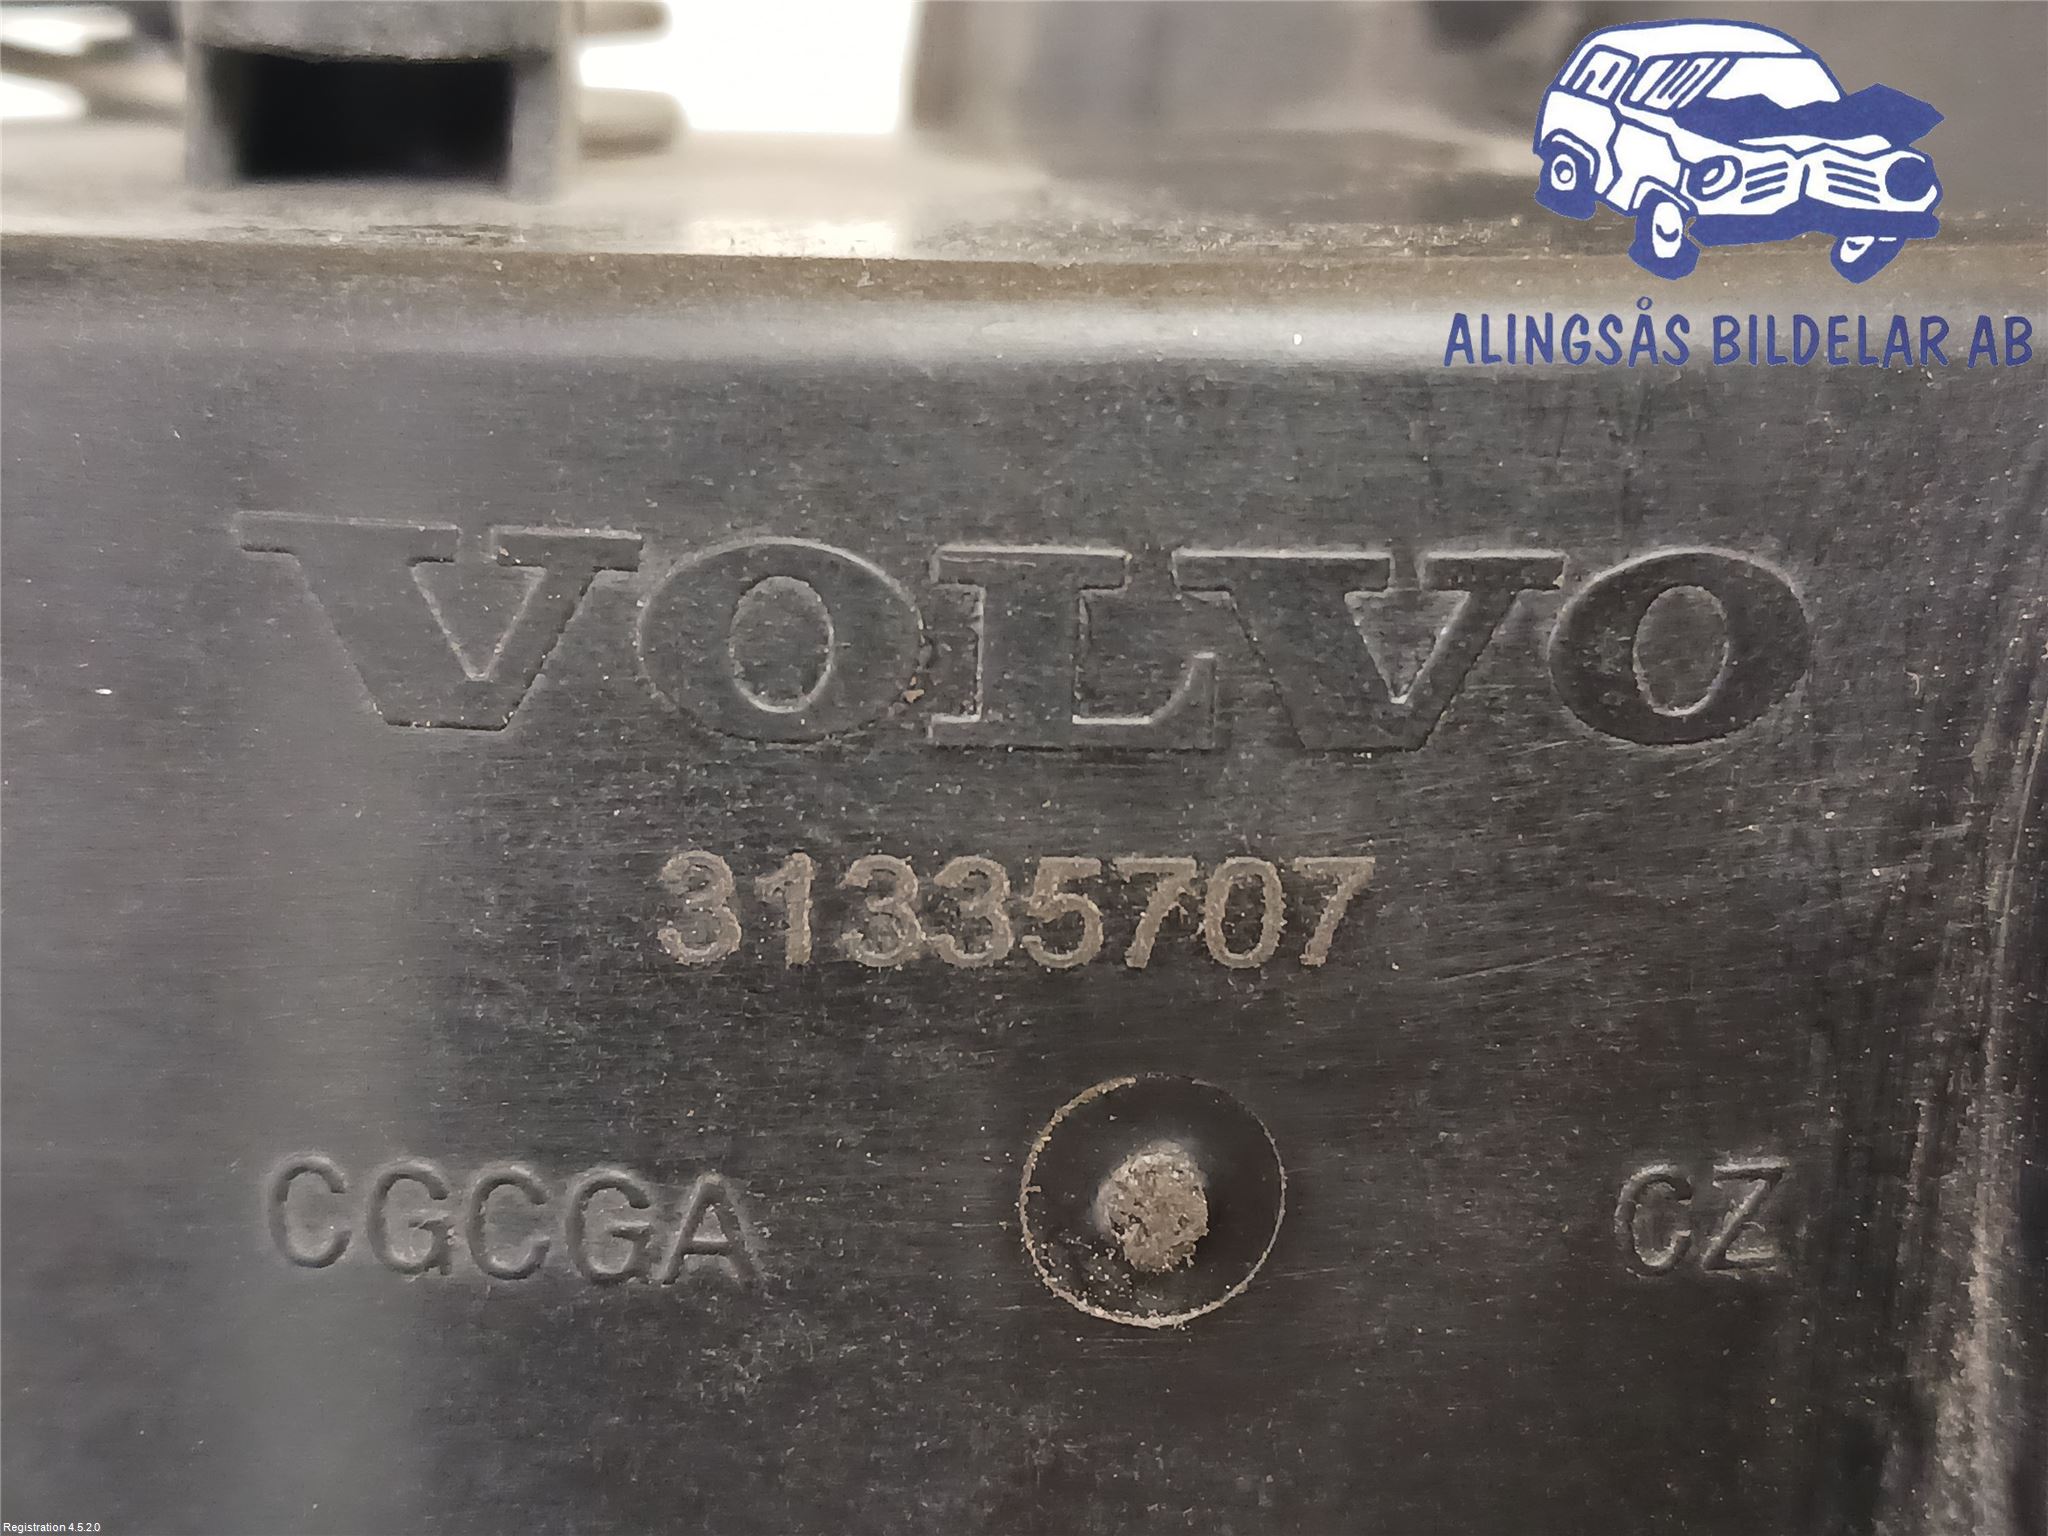 ALINGSÅS BILDELAR AB
VOLVO
31335707
CGCGA CZ
Registration 4.5.2.0